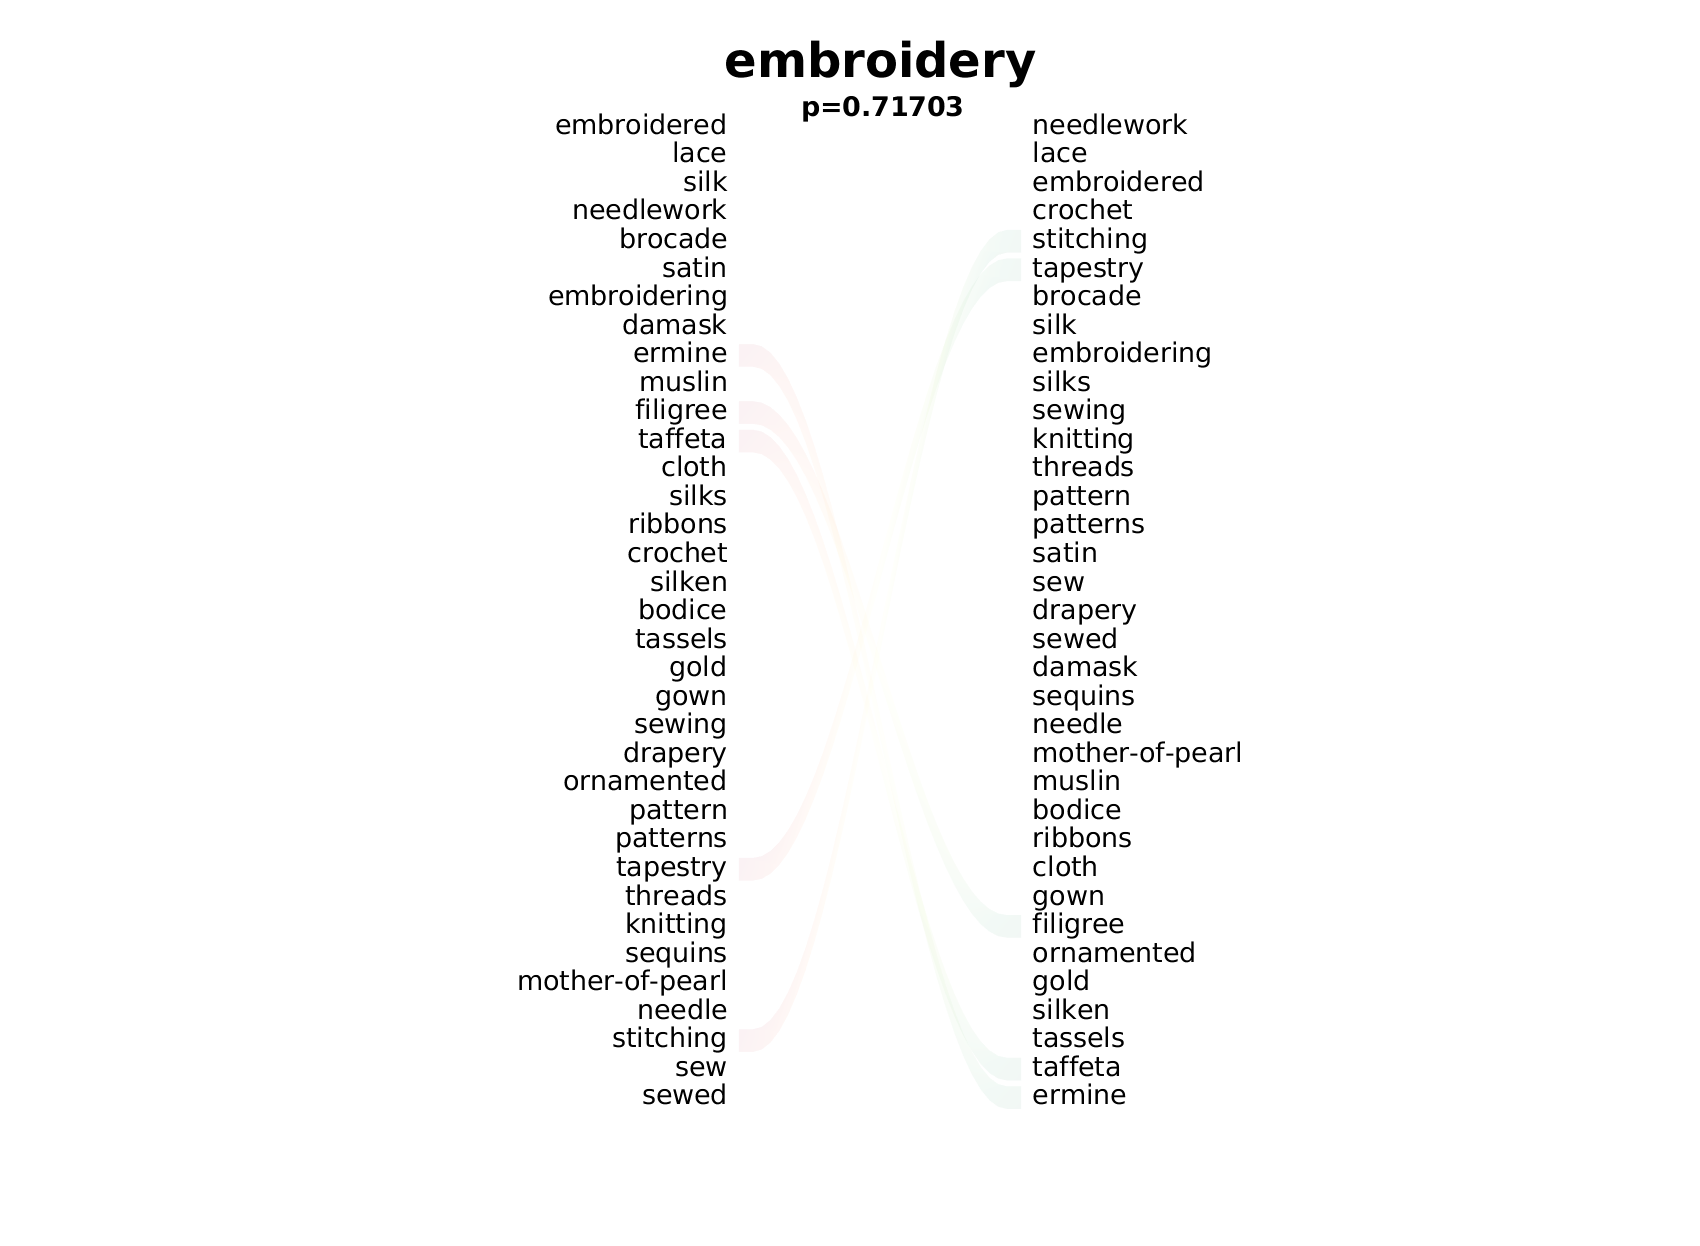 embroidery
p=0.71703
embroidered needlework
lace lace
silk embroidered
needlework crochet
brocade stitching
satin tapestry
embroidering brocade
damask silk
ermine embroidering
muslin silks
filigree sewing
taffeta knitting
cloth threads
silks pattern
ribbons patterns
crochet satin
silken sew
bodice drapery
tassels sewed
gold damask
gown sequins
sewing needle
drapery mother-of-pearl
ornamented muslin
pattern bodice
patterns ribbons
tapestry cloth
threads gown
knitting filigree
sequins ornamented
mother-of-pearl gold
needle silken
stitching tassels
sew taffeta
sewed ermine